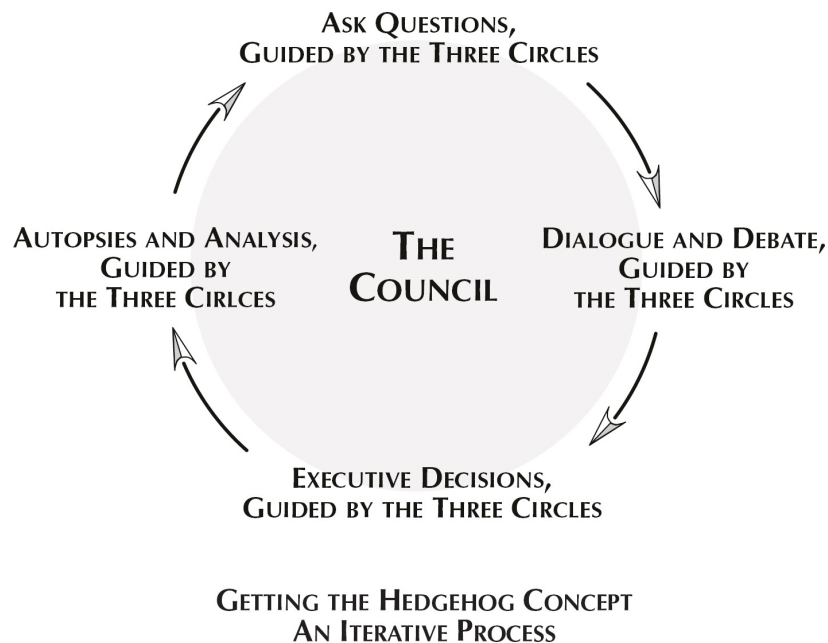 ASK QUESTIONS,
GUIDED BY THE THREE CIRCLES
DIALOGUE AND DEBATE,
GUIDED BY
THE THREE CIRCLES
EXECUTIVE DECISIONS,
GUIDED BY THE THREE CIRCLES
AUTOPSIES AND ANALYSIS,
GUIDED BY
THE THREE CIRLCES
THE
COUNCIL
GETTING THE HEDGEHOG CONCEPT
AN ITERATIVE PROCESS